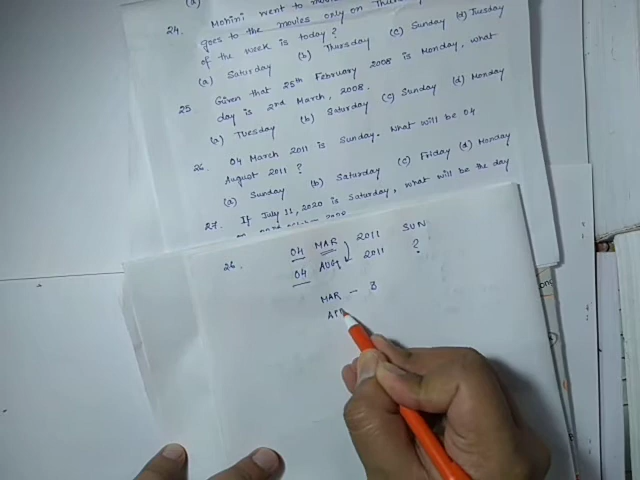 (a)
24. Mohini went to movies
goes to the movies only on Thurs
of the week is today?
(a) Saturday (b) Thursday (c) Sunday (d) Tuesday
25. Given that 25th February 2008 is Monday, what
day is 2nd March, 2008.
(a) Tuesday (b) Saturday (c) Sunday (d) Monday
26. 04 March 2011 is Sunday. What will be 04
August 2011 ?
(a) Sunday (b) Saturday (c) Friday (d) Monday
27. If July 11, 2020 is Saturday, what will be the day
26. 04 MAR 2011 SUN
04 AUG 2011 ?
MAR - 3
AP